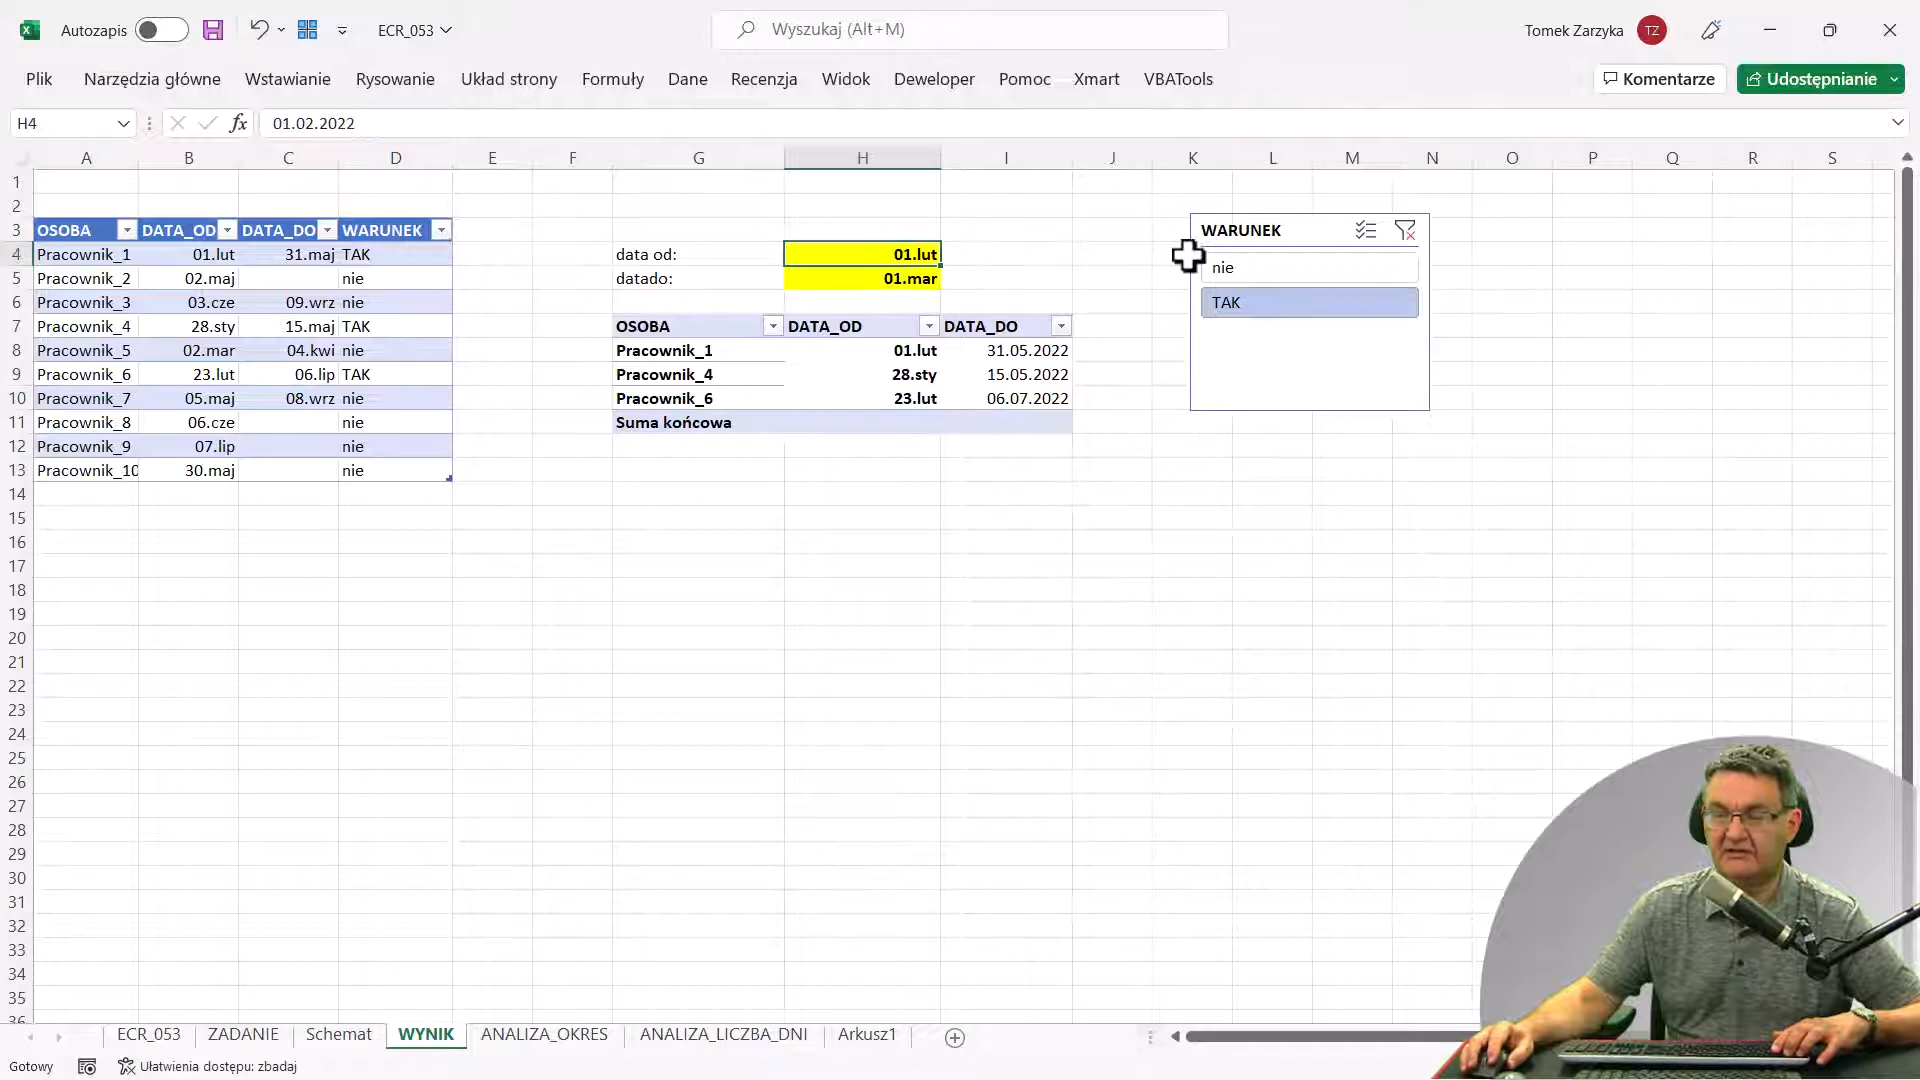 Autozapis
ECR_053
Wyszukaj (Alt+M)
Tomek Zarzyka TZ
Plik Narzędzia główne Wstawianie Rysowanie Układ strony Formuły Dane Recenzja Widok Deweloper Pomoc Xmart VBATools
Komentarze Udostępnianie
H4 fx 01.02.2022
A B C D E F G H I J K L M N O P Q R S
1
2
3 OSOBA DATA_OD DATA_DO WARUNEK WARUNEK
4 Pracownik_1 01.lut 31.maj TAK data od: 01.lut nie
5 Pracownik_2 02.maj nie datado: 01.mar
6 Pracownik_3 03.cze 09.wrz nie TAK
7 Pracownik_4 28.sty 15.maj TAK OSOBA DATA_OD DATA_DO
8 Pracownik_5 02.mar 04.kwi nie Pracownik_1 01.lut 31.05.2022
9 Pracownik_6 23.lut 06.lip TAK Pracownik_4 28.sty 15.05.2022
10 Pracownik_7 05.maj 08.wrz nie Pracownik_6 23.lut 06.07.2022
11 Pracownik_8 06.cze nie Suma końcowa
12 Pracownik_9 07.lip nie
13 Pracownik_10 30.maj nie
14
15
16
17
18
19
20
21
22
23
24
25
26
27
28
29
30
31
32
33
34
35
36
ECR_053 ZADANIE Schemat WYNIK ANALIZA_OKRES ANALIZA_LICZBA_DNI Arkusz1
Gotowy Ułatwienia dostępu: zbadaj